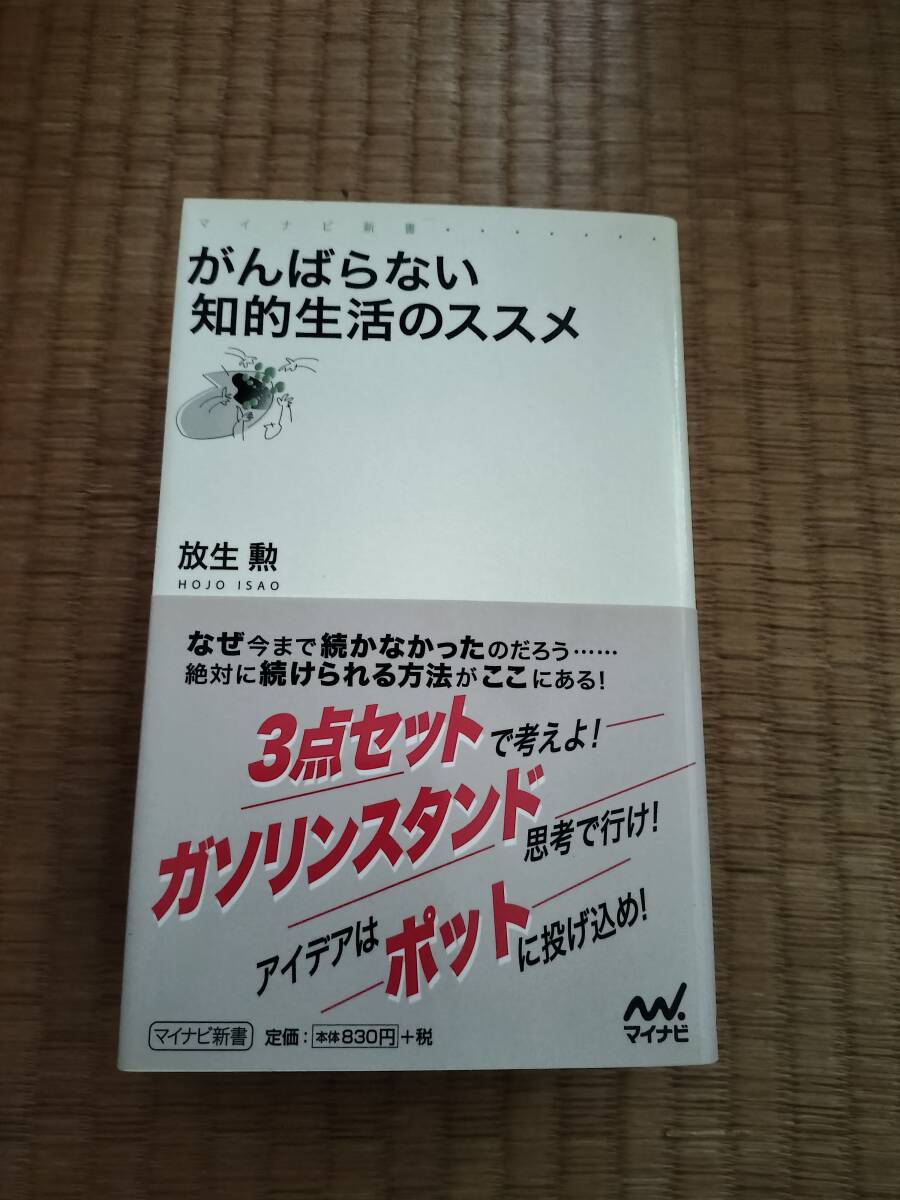 マイナビ新書
がんばらない
知的生活のススメ
放生 勲
HOJO ISAO
なぜ今まで続かなかったのだろう……
絶対に続けられる方法がここにある！
3点セットで考えよ！
ガソリンスタンド思考で行け！
アイデアはポットに投げ込め！
マイナビ新書 定価：本体830円＋税
マイナビ